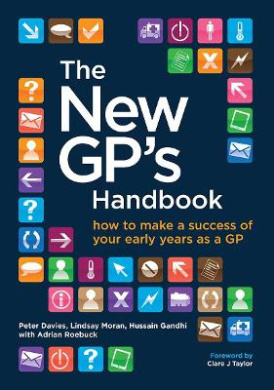 The
New
GP's
Handbook
how to make a success of
your early years as a GP
Peter Davies, Lindsay Moran, Hussain Gandhi
with Adrian Roebuck
Foreword by
Clare J Taylor